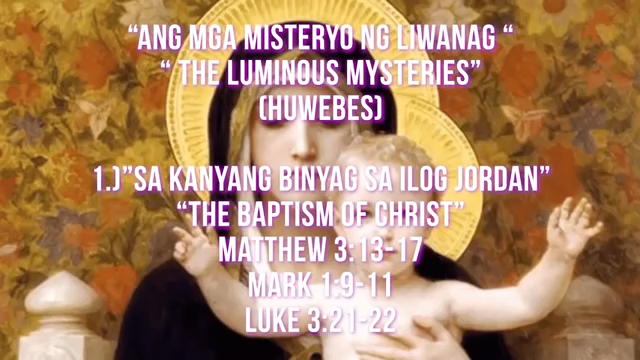 “ANG MGA MISTERYO NG LIWANAG “
“ THE LUMINOUS MYSTERIES”
(HUWEBES)
1.)”SA KANYANG BINYAG SA ILOG JORDAN”
“THE BAPTISM OF CHRIST”
MATTHEW 3:13-17
MARK 1:9-11
LUKE 3:21-22